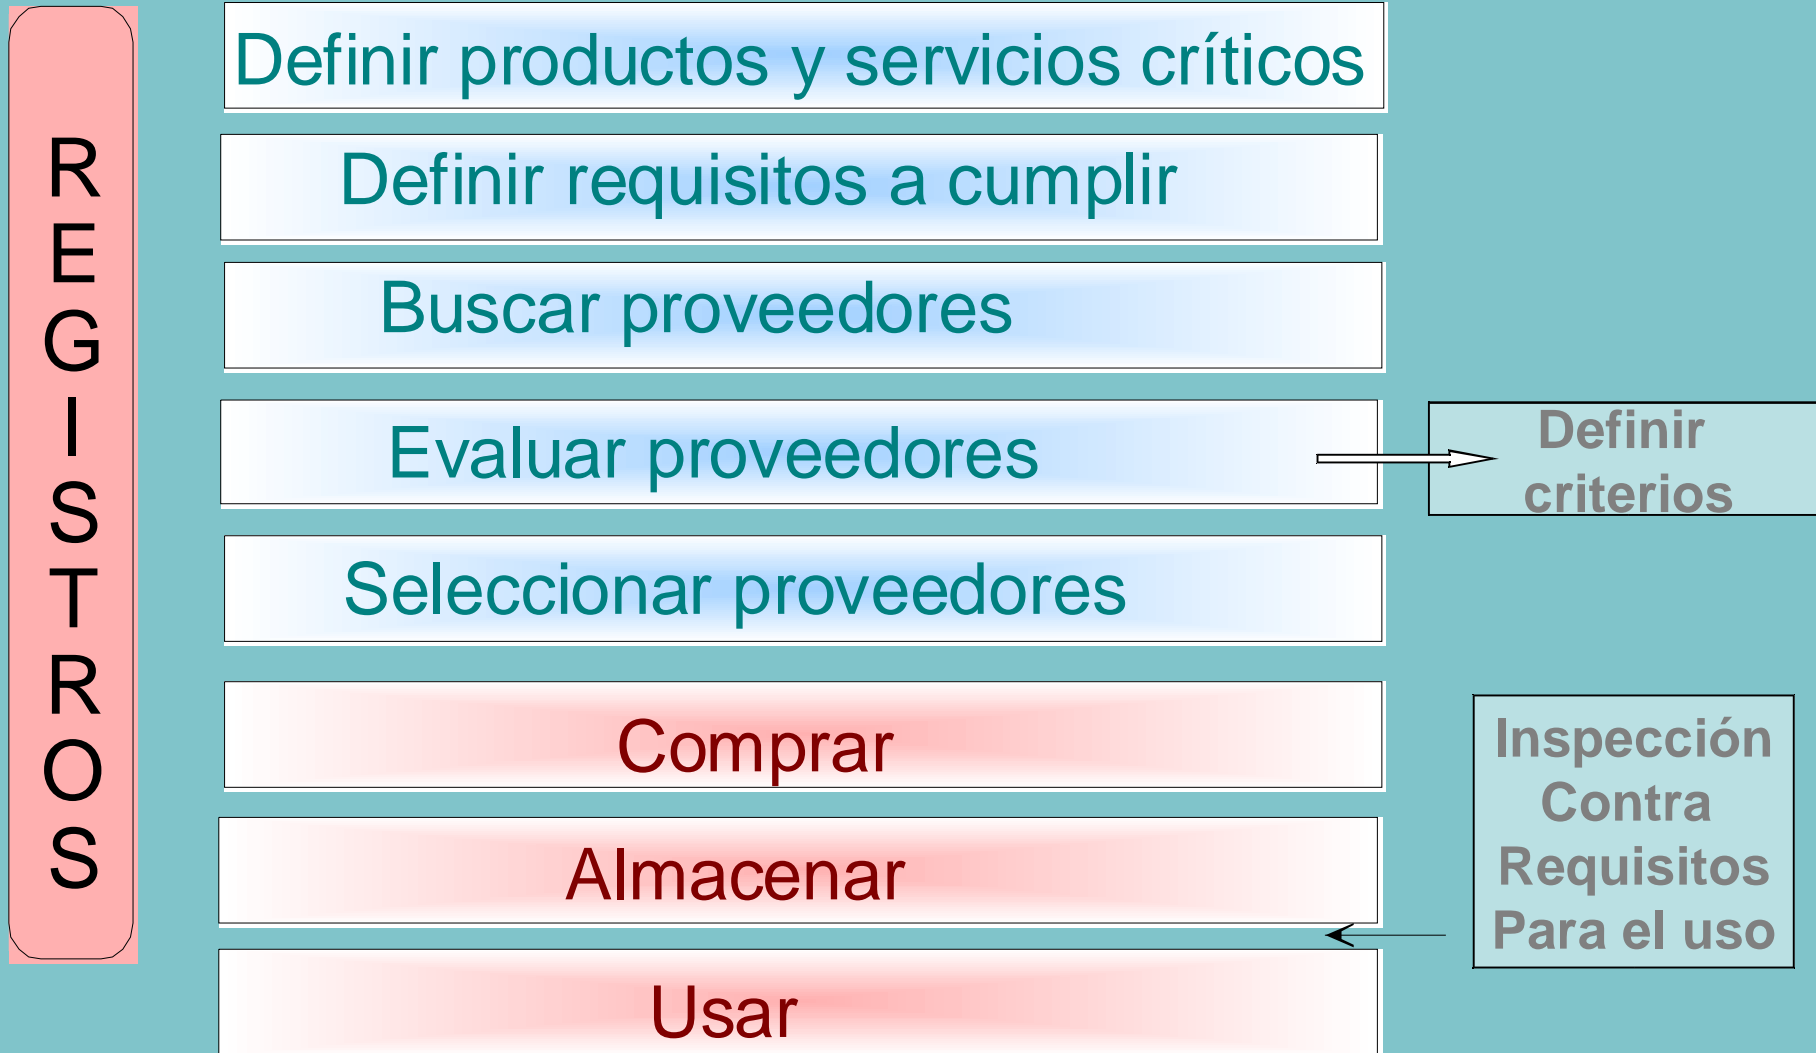 REGISTROS
Definir productos y servicios críticos
Definir requisitos a cumplir
Buscar proveedores
Evaluar proveedores
Definir
criterios
Seleccionar proveedores
Comprar
Inspección
Contra
Requisitos
Para el uso
Almacenar
Usar